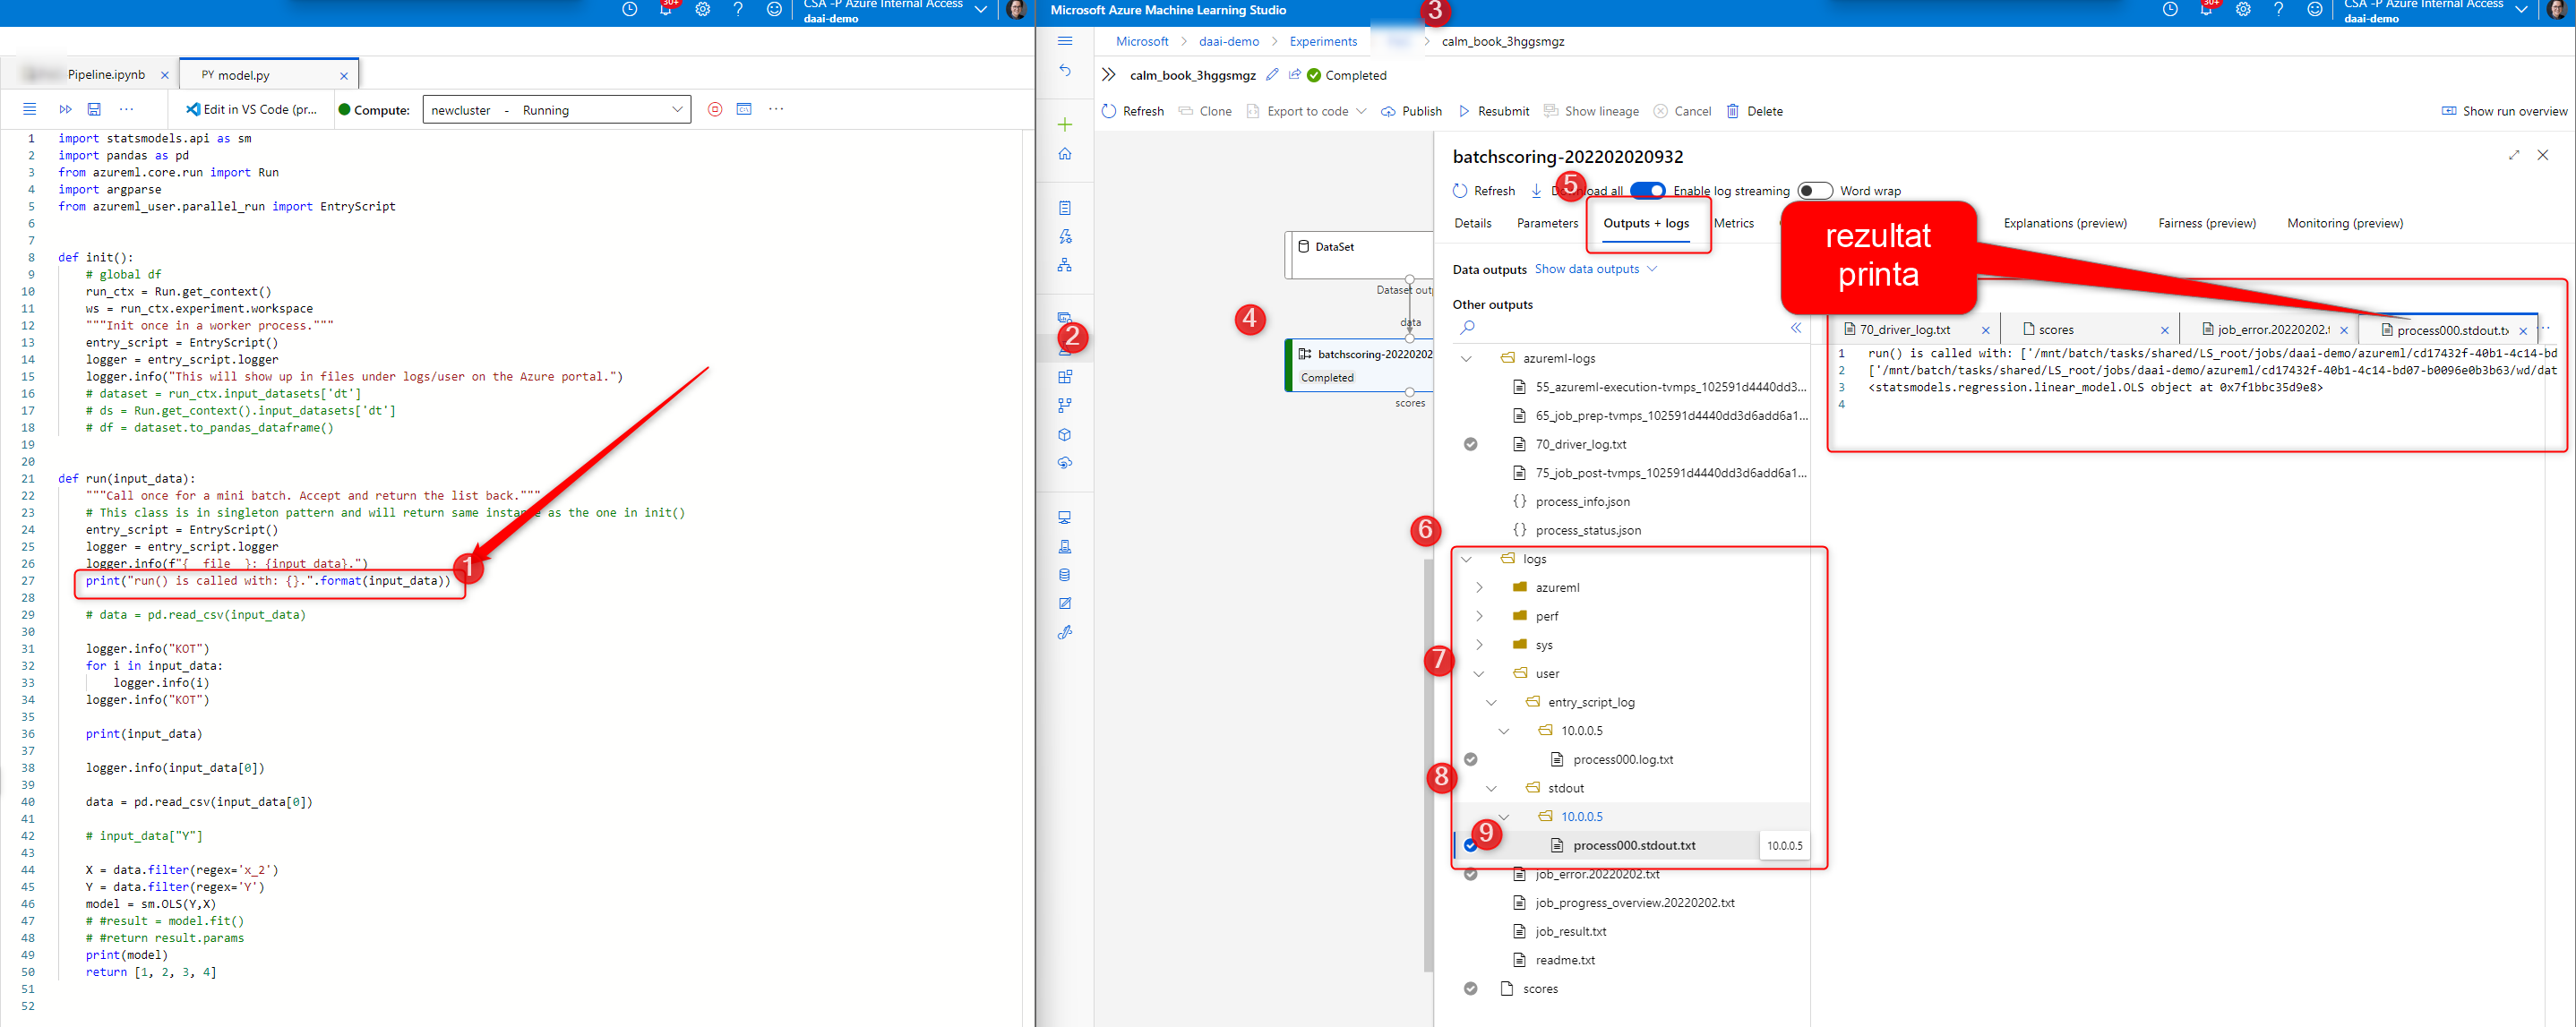 30+
CSA -P Azure Internal Access
daai-demo
Pipeline.ipynb
PY model.py
Edit in VS Code (pr...
Compute:
newcluster - Running
1 import statsmodels.api as sm
2 import pandas as pd
3 from azureml.core.run import Run
4 import argparse
5 from azureml_user.parallel_run import EntryScript
6
7
8 def init():
9 # global df
10 run_ctx = Run.get_context()
11 ws = run_ctx.experiment.workspace
12 """Init once in a worker process."""
13 entry_script = EntryScript()
14 logger = entry_script.logger
15 logger.info("This will show up in files under logs/user on the Azure portal.")
16 # dataset = run_ctx.input_datasets['dt']
17 # ds = Run.get_context().input_datasets['dt']
18 # df = dataset.to_pandas_dataframe()
19
20
21 def run(input_data):
22 """Call once for a mini batch. Accept and return the list back."""
23 # This class is in singleton pattern and will return same instance as the one in init()
24 entry_script = EntryScript()
25 logger = entry_script.logger
26 logger.info(f"{__file__}: {input_data}.")
27 print("run() is called with: {}.".format(input_data))
1
28
29 # data = pd.read_csv(input_data)
30
31 logger.info("KOT")
32 for i in input_data:
33 logger.info(i)
34 logger.info("KOT")
35
36 print(input_data)
37
38 logger.info(input_data[0])
39
40 data = pd.read_csv(input_data[0])
41
42 # input_data["Y"]
43
44 X = data.filter(regex='x_2')
45 Y = data.filter(regex='Y')
46 model = sm.OLS(Y,X)
47 # #result = model.fit()
48 # #return result.params
49 print(model)
50 return [1, 2, 3, 4]
51
52
Microsoft Azure Machine Learning Studio
3
30+
CSA -P Azure Internal Access
daai-demo
Microsoft > daai-demo > Experiments > calm_book_3hggsmgz
calm_book_3hggsmgz Completed
Refresh Clone Export to code Publish Resubmit Show lineage Cancel Delete Show run overview
2
4
DataSet
data
batchscoring-20220202
Completed
scores
batchscoring-202202020932
5
Refresh Download all Enable log streaming Word wrap
Details Parameters Outputs + logs Metrics Explanations (preview) Fairness (preview) Monitoring (preview)
rezultat
printa
Data outputs Show data outputs
Other outputs
azureml-logs
55_azureml-execution-tvmps_102591d4440dd3...
65_job_prep-tvmps_102591d4440dd3d6add6a1...
70_driver_log.txt
75_job_post-tvmps_102591d4440dd3d6add6a1...
process_info.json
process_status.json
6
logs
azureml
perf
sys
7
user
entry_script_log
10.0.0.5
process000.log.txt
8
stdout
10.0.0.5
9
process000.stdout.txt
10.0.0.5
job_error.20220202.txt
job_progress_overview.20220202.txt
job_result.txt
readme.txt
scores
70_driver_log.txt scores job_error.20220202.t process000.stdout.tx
1 run() is called with: ['/mnt/batch/tasks/shared/LS_root/jobs/daai-demo/azureml/cd17432f-40b1-4c14-bd
2 ['/mnt/batch/tasks/shared/LS_root/jobs/daai-demo/azureml/cd17432f-40b1-4c14-bd07-b0096e0b3b63/wd/dat
3 <statsmodels.regression.linear_model.OLS object at 0x7f1bbc35d9e8>
4